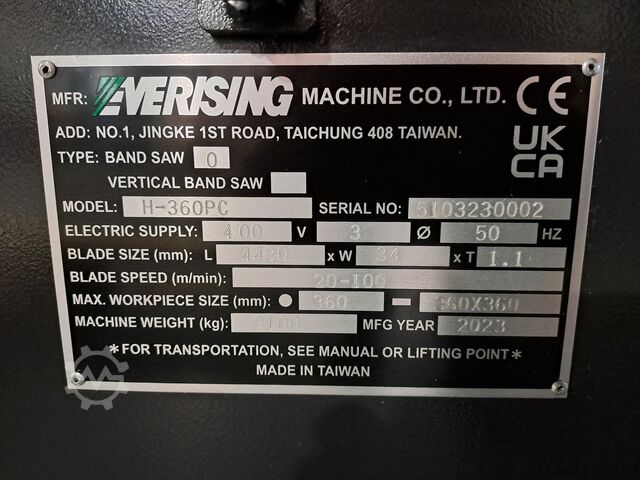 MFR: EVERISING MACHINE CO., LTD. CE
ADD: NO.1, JINGKE 1ST ROAD, TAICHUNG 408 TAIWAN.
UK
CA
TYPE: BAND SAW 0
VERTICAL BAND SAW
MODEL: H-360PC SERIAL NO: S103230002
ELECTRIC SUPPLY: 400 V 3 Ø 50 HZ
BLADE SIZE (mm): L 4420 x W 34 x T 1.1
BLADE SPEED (m/min): 20-100
MAX. WORKPIECE SIZE (mm): ● 360 ▬ 360X360
MACHINE WEIGHT (kg): MFG YEAR 2023
*FOR TRANSPORTATION, SEE MANUAL OR LIFTING POINT*
MADE IN TAIWAN